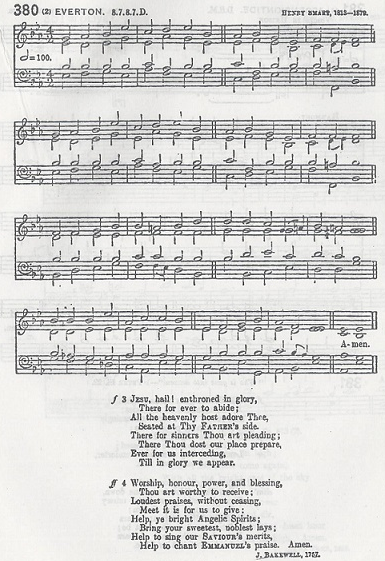 380 (2) EVERTON. 8.7.8.7.D. HENRY SMART, 1813—1879.
=100.
A- men.
f 3 JESU, hail! enthroned in glory,
There for ever to abide;
All the heavenly host adore Thee,
Seated at Thy FATHER'S side.
There for sinners Thou art pleading;
There Thou dost our place prepare,
Ever for us interceding,
Till in glory we appear.
f 4 Worship, honour, power, and blessing,
Thou art worthy to receive;
Loudest praises, without ceasing,
Meet it is for us to give;
Help, ye bright Angelic Spirits;
Bring your sweetest, noblest lays;
Help to sing our SAVIOUR'S merits,
Help to chant EMMANUEL'S praise. Amen.
J. BAKEWELL, 1757.